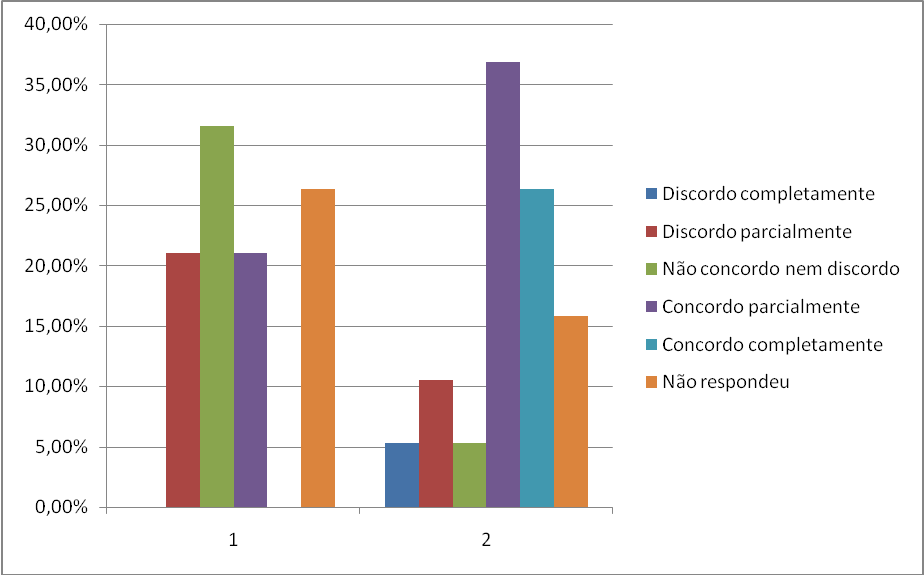 40,00%
35,00%
30,00%
25,00%
20,00%
15,00%
10,00%
5,00%
0,00%
1
2
Discordo completamente
Discordo parcialmente
Não concordo nem discordo
Concordo parcialmente
Concordo completamente
Não respondeu